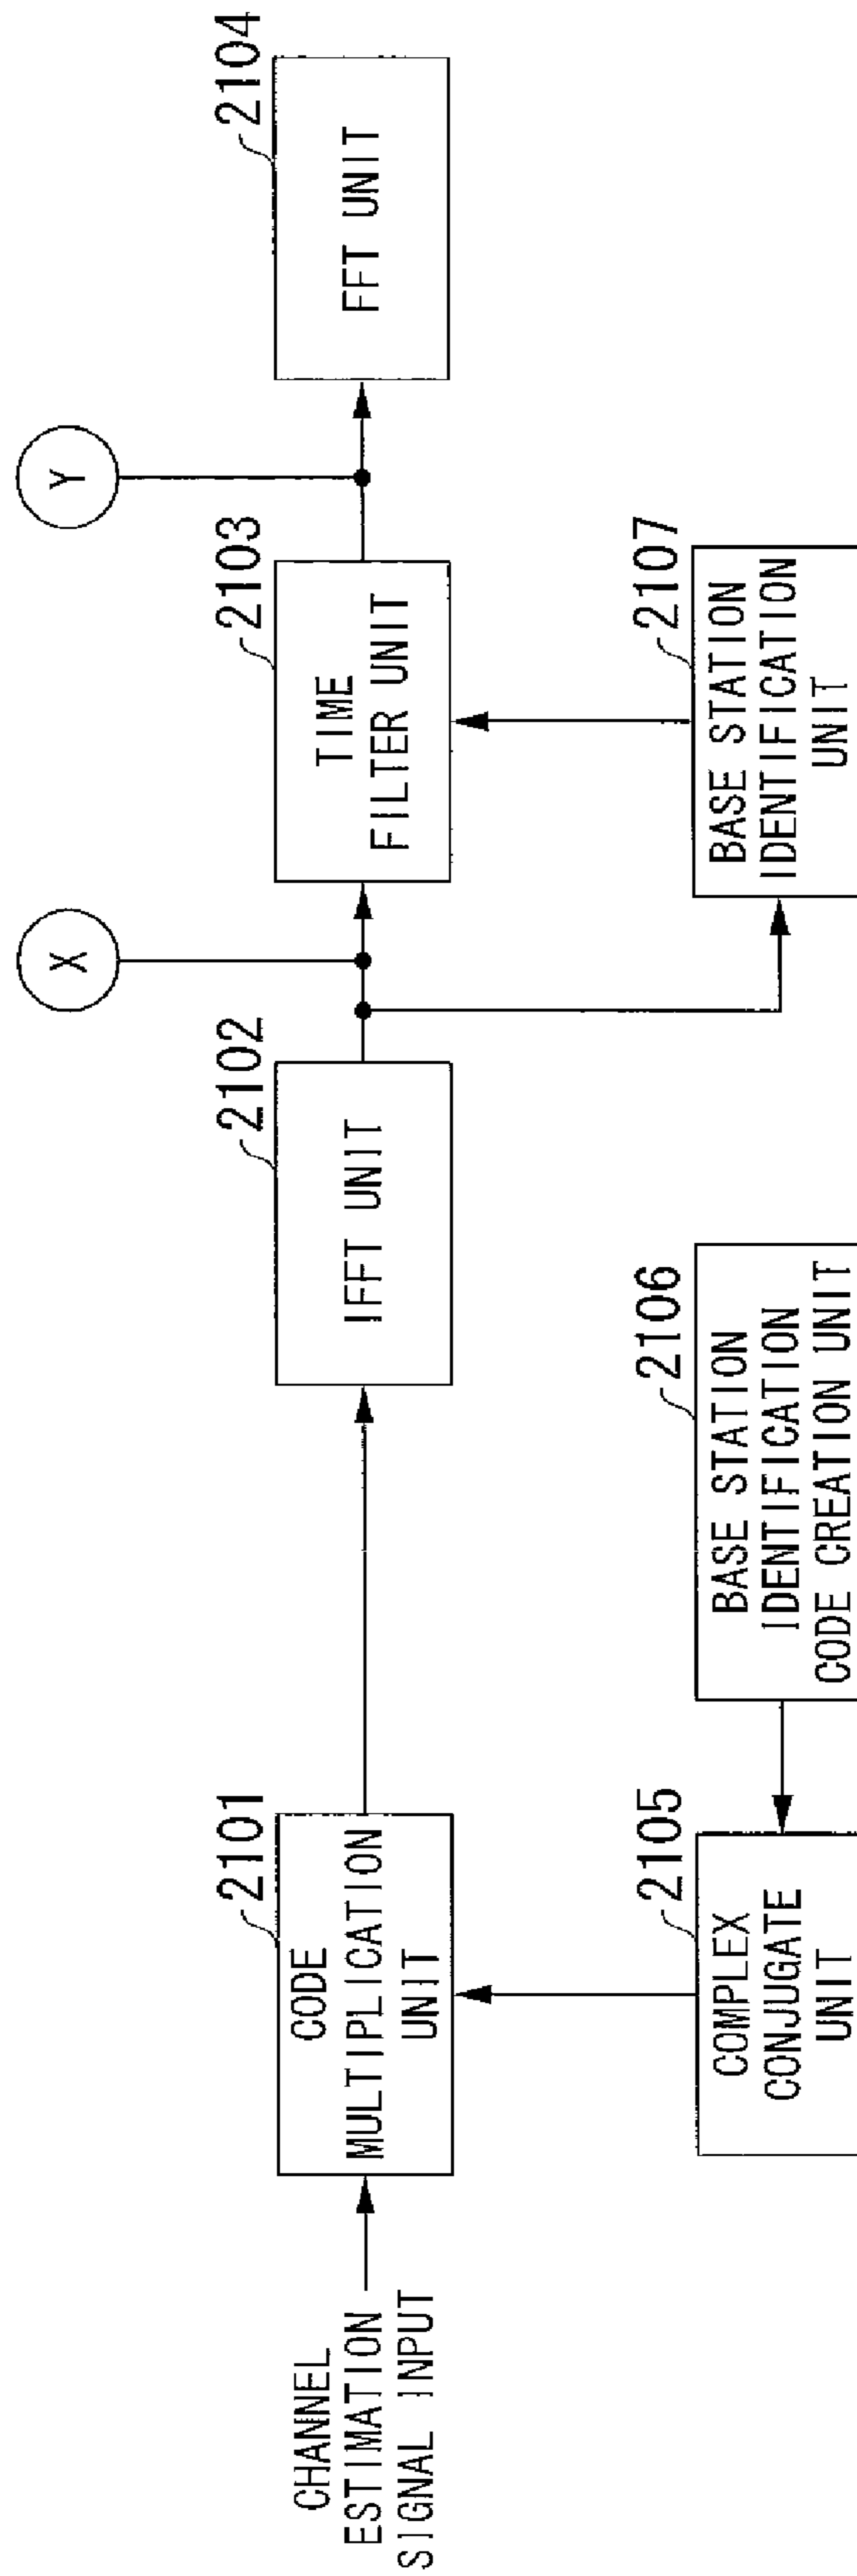 CHANNEL
ESTIMATION
SIGNAL INPUT
2101
CODE
MULTIPLICATION
UNIT
2102
IFFT UNIT
X
2103
TIME
FILTER UNIT
Y
2104
FFT UNIT
2105
COMPLEX
CONJUGATE
UNIT
2106
BASE STATION
IDENTIFICATION
CODE CREATION UNIT
2107
BASE STATION
IDENTIFICATION
UNIT